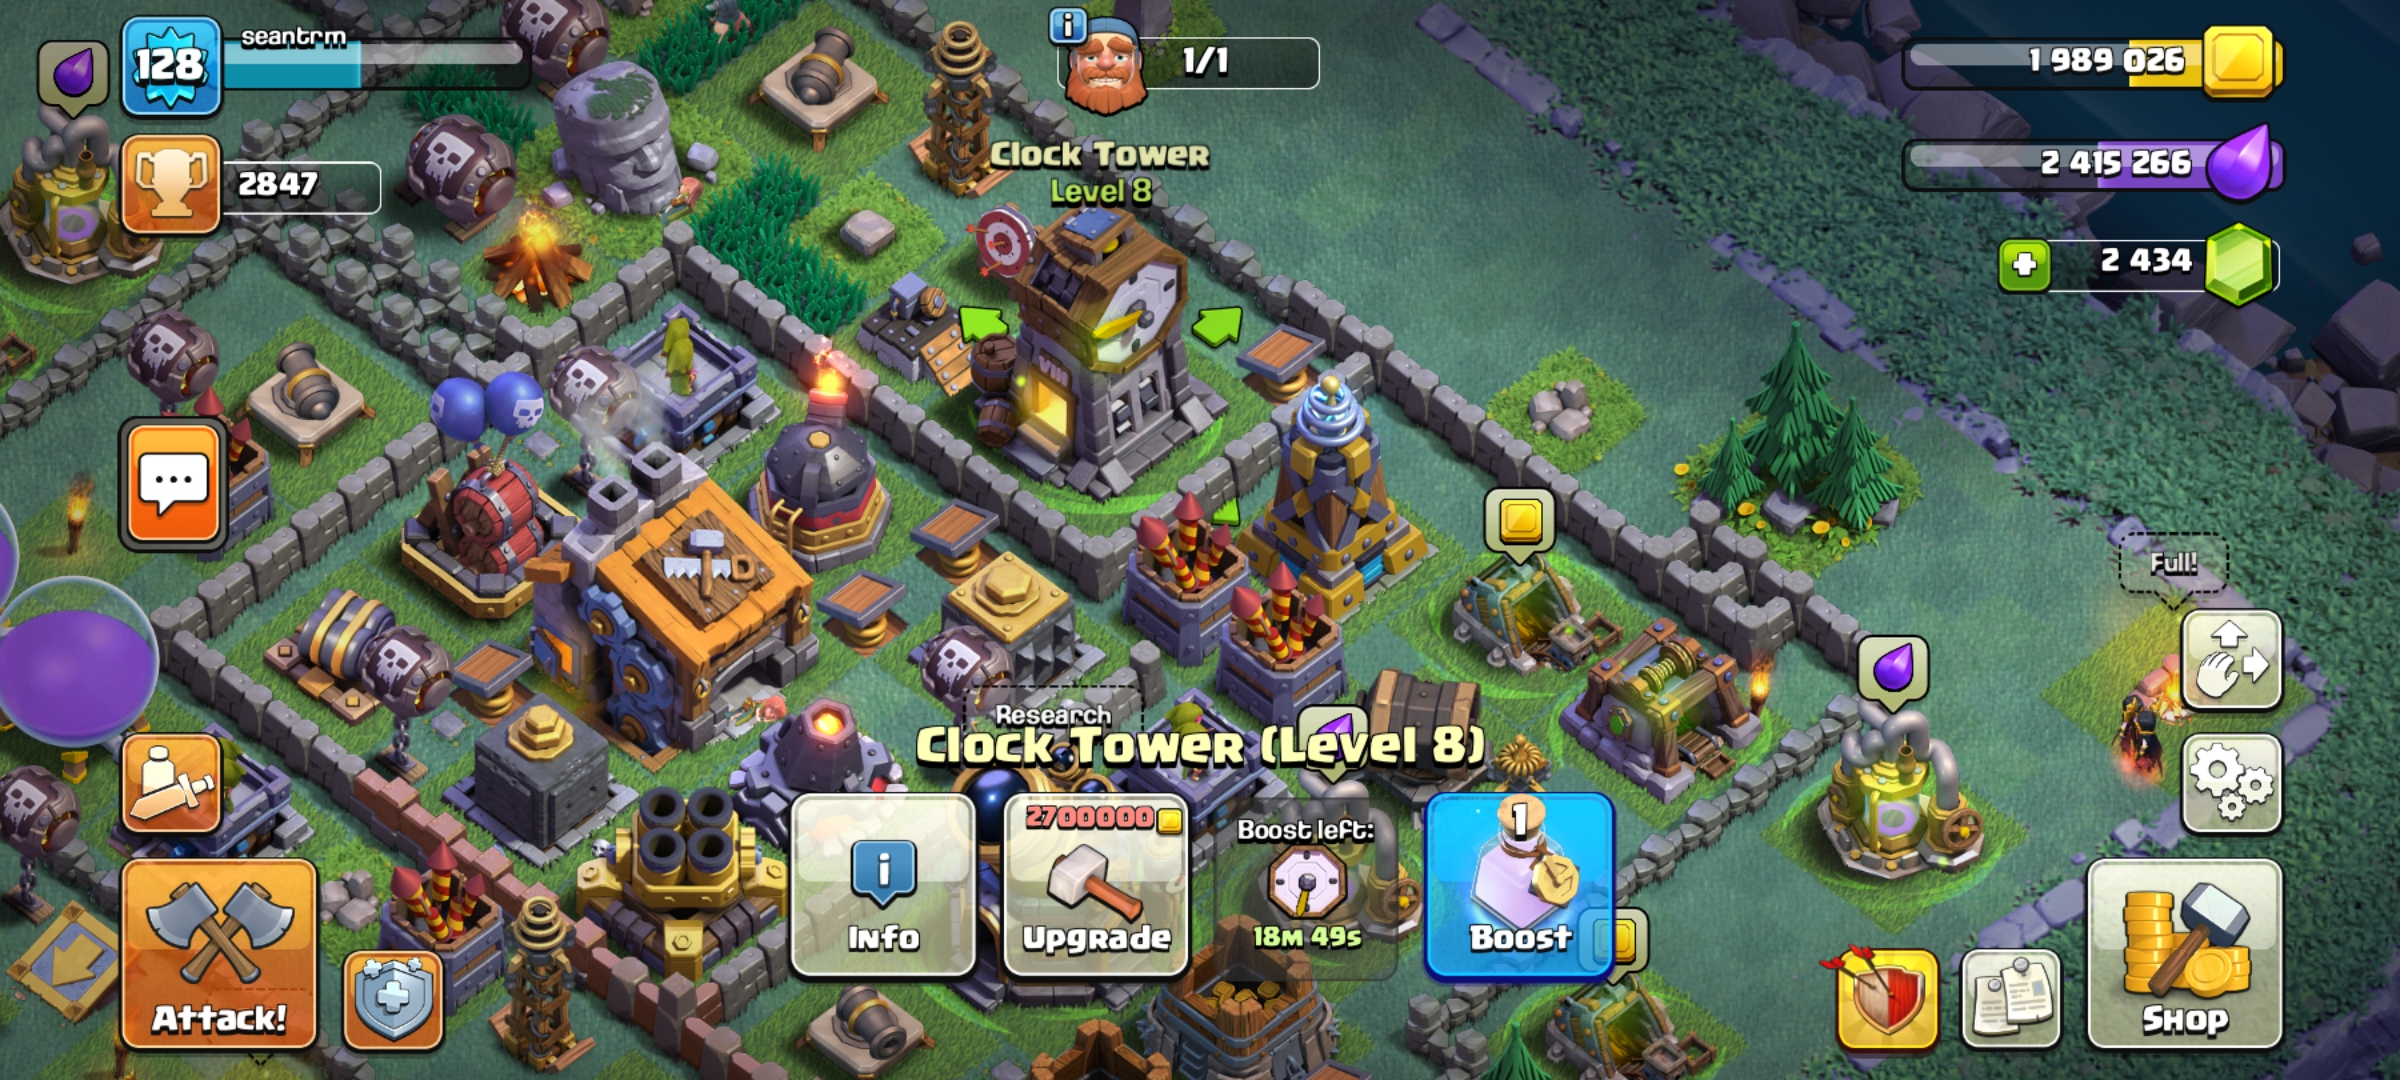 128
seantrm
1/1
1 989 026
2847
2 415 266
2 434
Clock Tower
Level 8
VIII
Full!
Research
Clock Tower (Level 8)
Info
2700000
Upgrade
Boost left:
18M 49s
1
Boost
Attack!
Shop